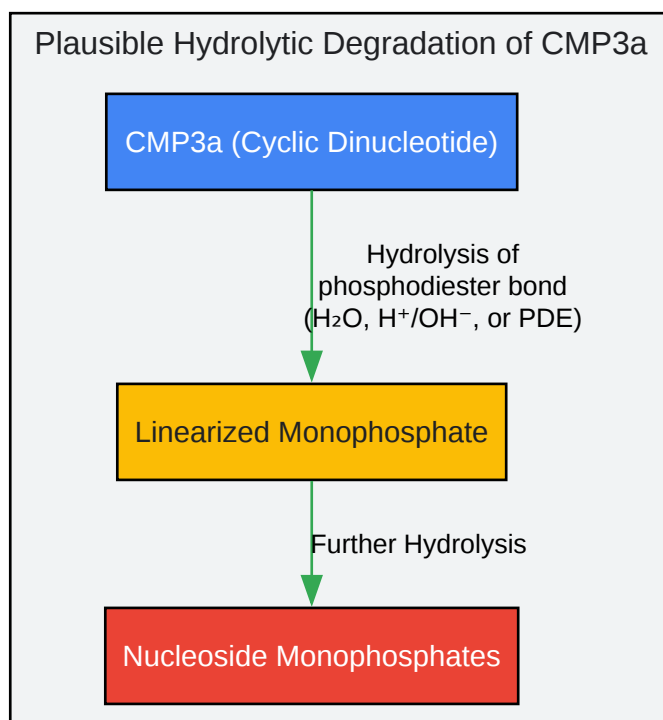 Plausible Hydrolytic Degradation of CMP3a
CMP3a (Cyclic Dinucleotide)
Hydrolysis of
phosphodiester bond
(H₂O, H⁺/OH⁻, or PDE)
Linearized Monophosphate
Further Hydrolysis
Nucleoside Monophosphates